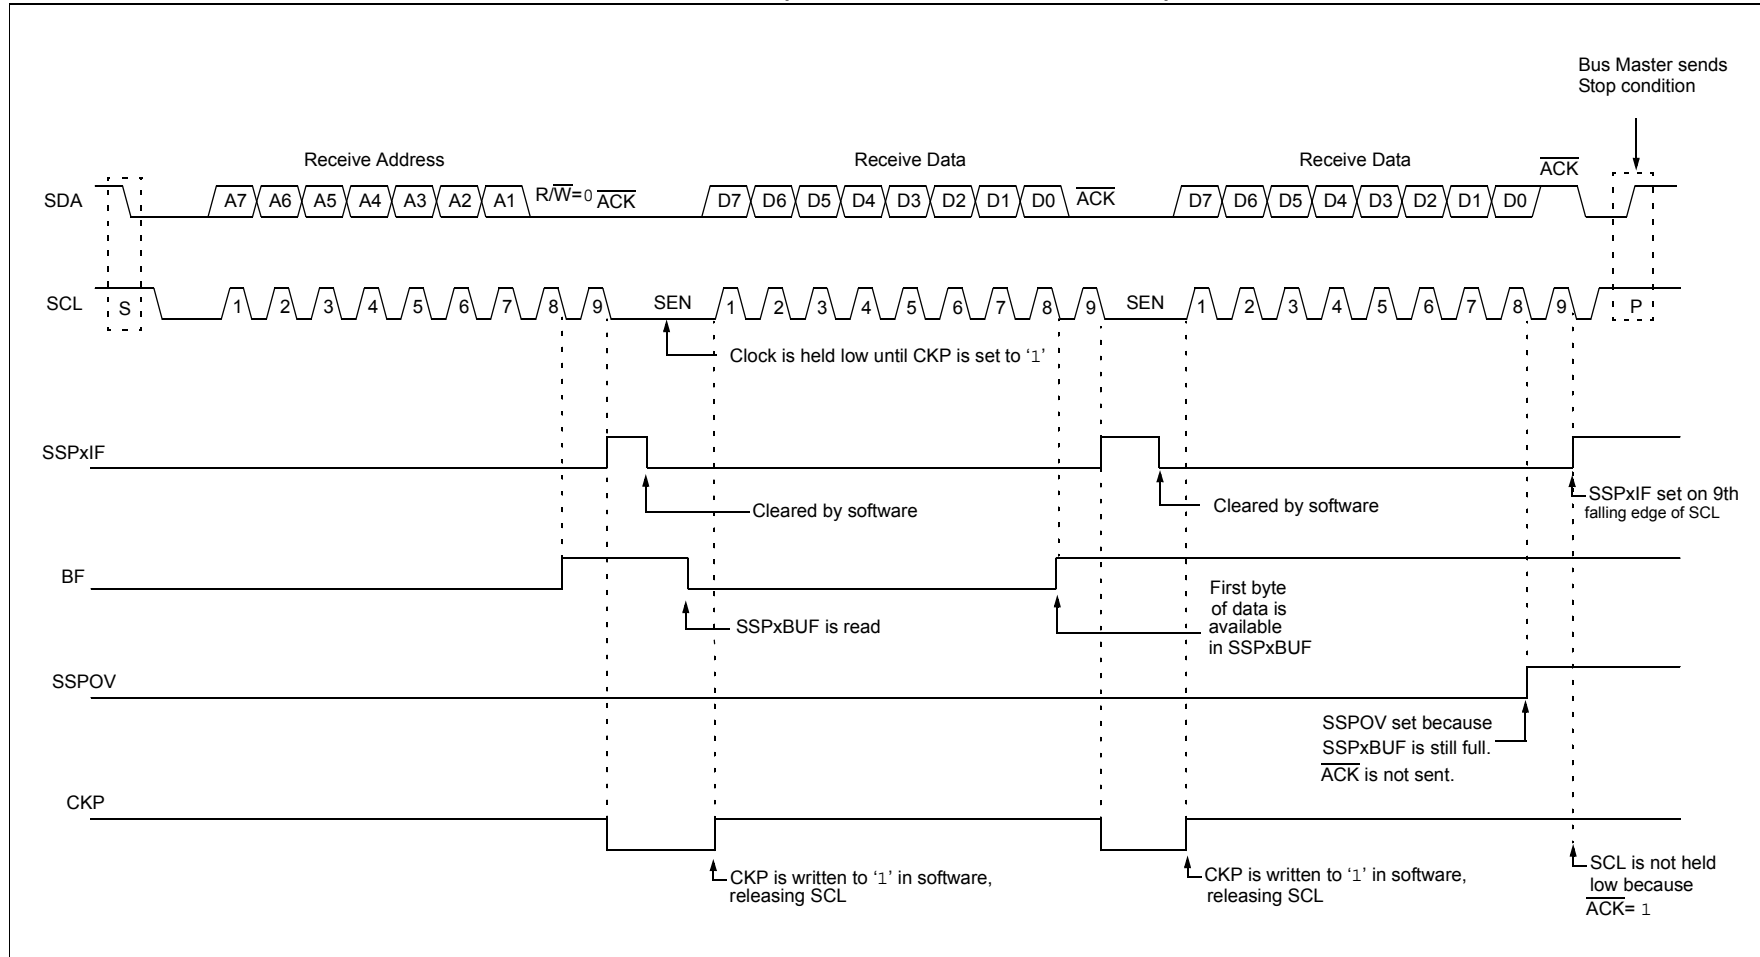 Bus Master sends
Stop condition
Receive Address
Receive Data
Receive Data
ACK
SDA
A7 A6 A5 A4 A3 A2 A1 R/W=0 ACK
D7 D6 D5 D4 D3 D2 D1 D0 ACK
D7 D6 D5 D4 D3 D2 D1 D0
SCL
S
1 2 3 4 5 6 7 8 9 SEN
1 2 3 4 5 6 7 8 9 SEN
1 2 3 4 5 6 7 8 9
P
Clock is held low until CKP is set to ‘1’
SSPxIF
Cleared by software
Cleared by software
SSPxIF set on 9th
falling edge of SCL
BF
SSPxBUF is read
First byte
of data is
available
in SSPxBUF
SSPOV
SSPOV set because
SSPxBUF is still full.
ACK is not sent.
CKP
CKP is written to ‘1’ in software,
releasing SCL
CKP is written to ‘1’ in software,
releasing SCL
SCL is not held
low because
ACK= 1